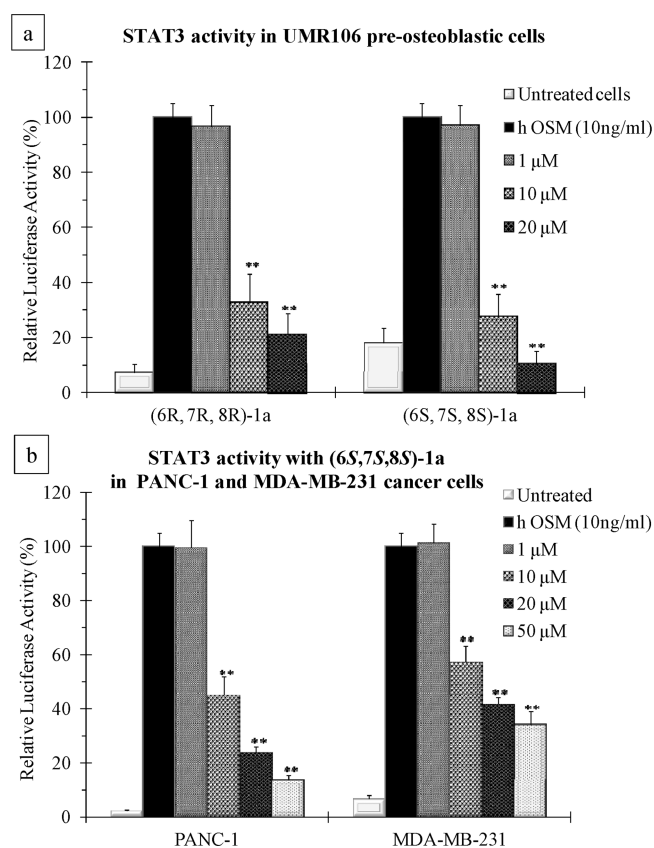 a
STAT3 activity in UMR106 pre-osteoblastic cells
120
100
80
60
40
20
0
Relative Luciferase Activity (%)
Untreated cells
h OSM (10ng/ml)
1 µM
10 µM
20 µM
**
**
**
**
(6R, 7R, 8R)-1a
(6S, 7S, 8S)-1a
b
STAT3 activity with (6S,7S,8S)-1a
in PANC-1 and MDA-MB-231 cancer cells
120
100
80
60
40
20
0
Relative Luciferase Activity (%)
Untreated
h OSM (10ng/ml)
1 µM
10 µM
20 µM
50 µM
**
**
**
**
**
**
PANC-1
MDA-MB-231